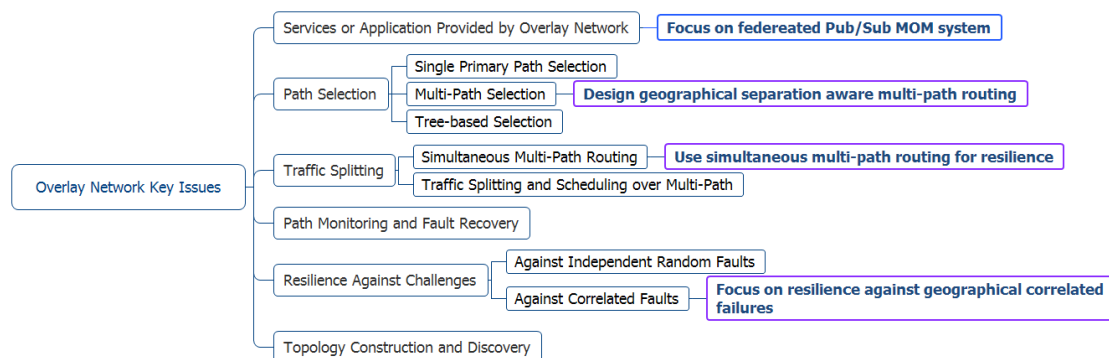 Services or Application Provided by Overlay Network
Focus on federeated Pub/Sub MOM system
Single Primary Path Selection
Path Selection
Multi-Path Selection
Design geographical separation aware multi-path routing
Tree-based Selection
Overlay Network Key Issues
Traffic Splitting
Simultaneous Multi-Path Routing
Use simultaneous multi-path routing for resilience
Traffic Splitting and Scheduling over Multi-Path
Path Monitoring and Fault Recovery
Resilience Against Challenges
Against Independent Random Faults
Against Correlated Faults
Focus on resilience against geographical correlated
failures
Topology Construction and Discovery